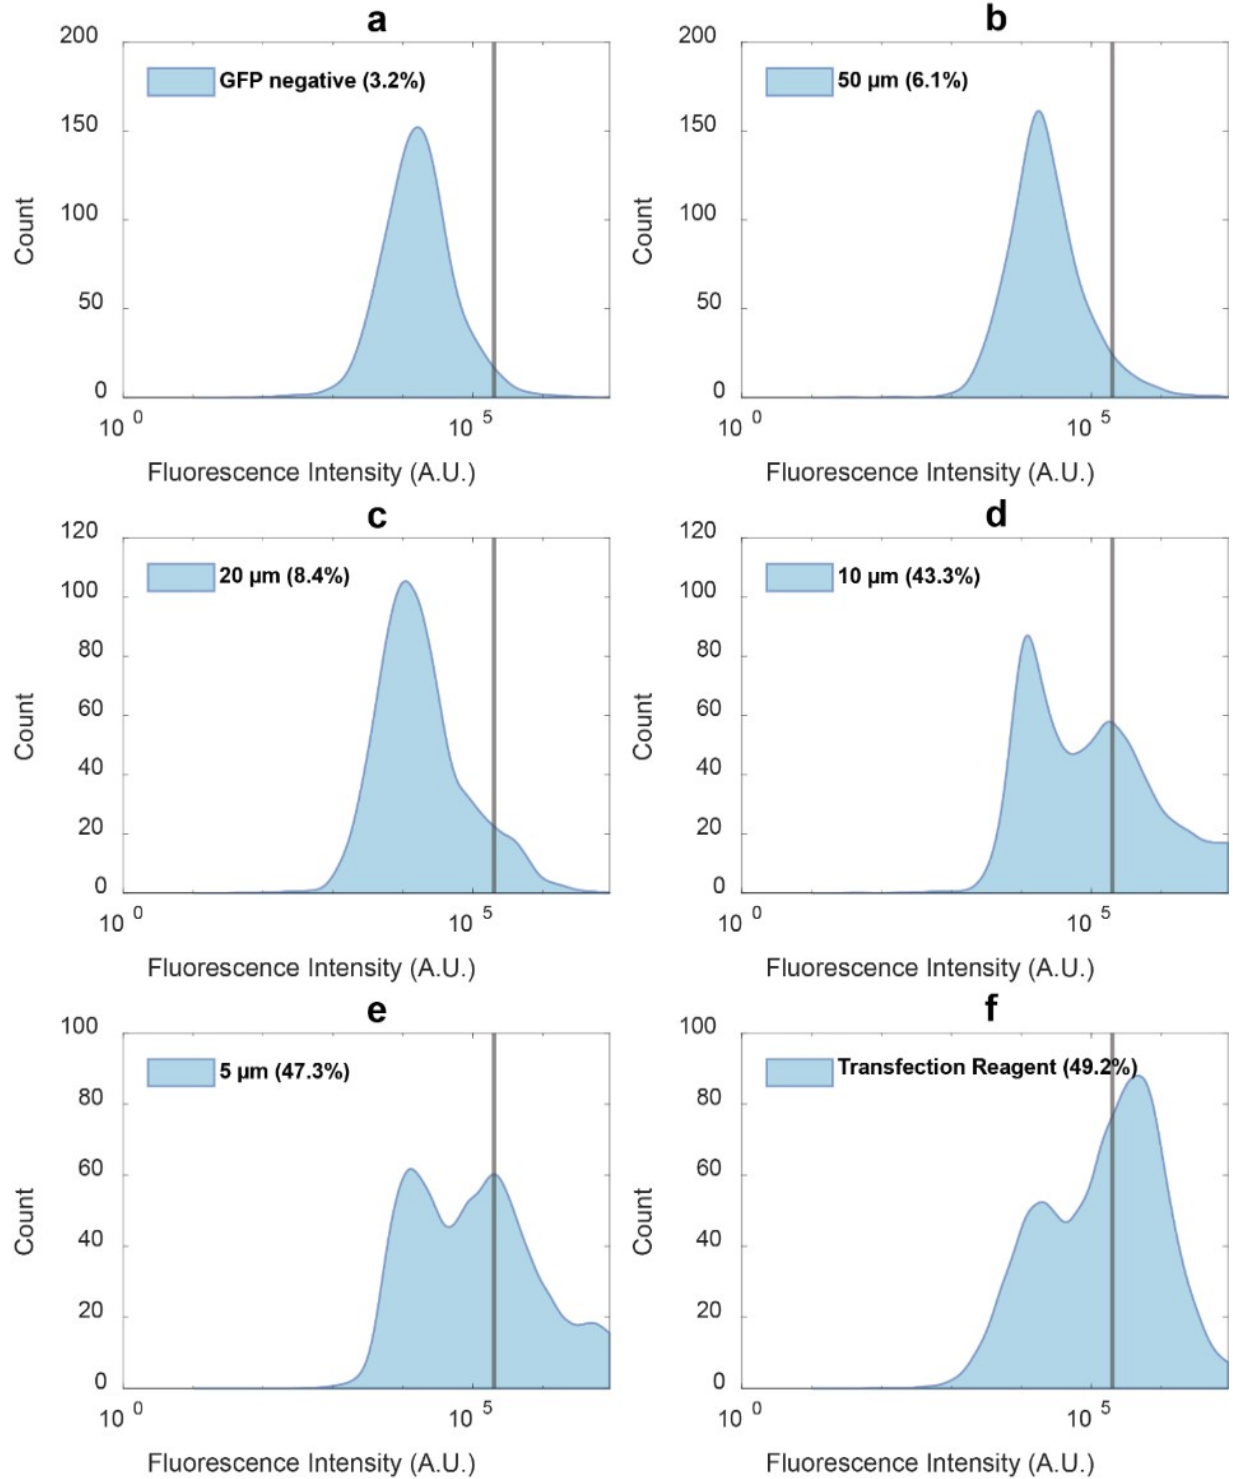 a
200
150
100
50
0
Count
GFP negative (3.2%)
10 0
10 5
Fluorescence Intensity (A.U.)
b
200
150
100
50
0
Count
50 µm (6.1%)
10 0
10 5
Fluorescence Intensity (A.U.)
c
120
100
80
60
40
20
0
Count
20 µm (8.4%)
10 0
10 5
Fluorescence Intensity (A.U.)
d
120
100
80
60
40
20
0
Count
10 µm (43.3%)
10 0
10 5
Fluorescence Intensity (A.U.)
e
100
80
60
40
20
0
Count
5 µm (47.3%)
10 0
10 5
Fluorescence Intensity (A.U.)
f
100
80
60
40
20
0
Count
Transfection Reagent (49.2%)
10 0
10 5
Fluorescence Intensity (A.U.)